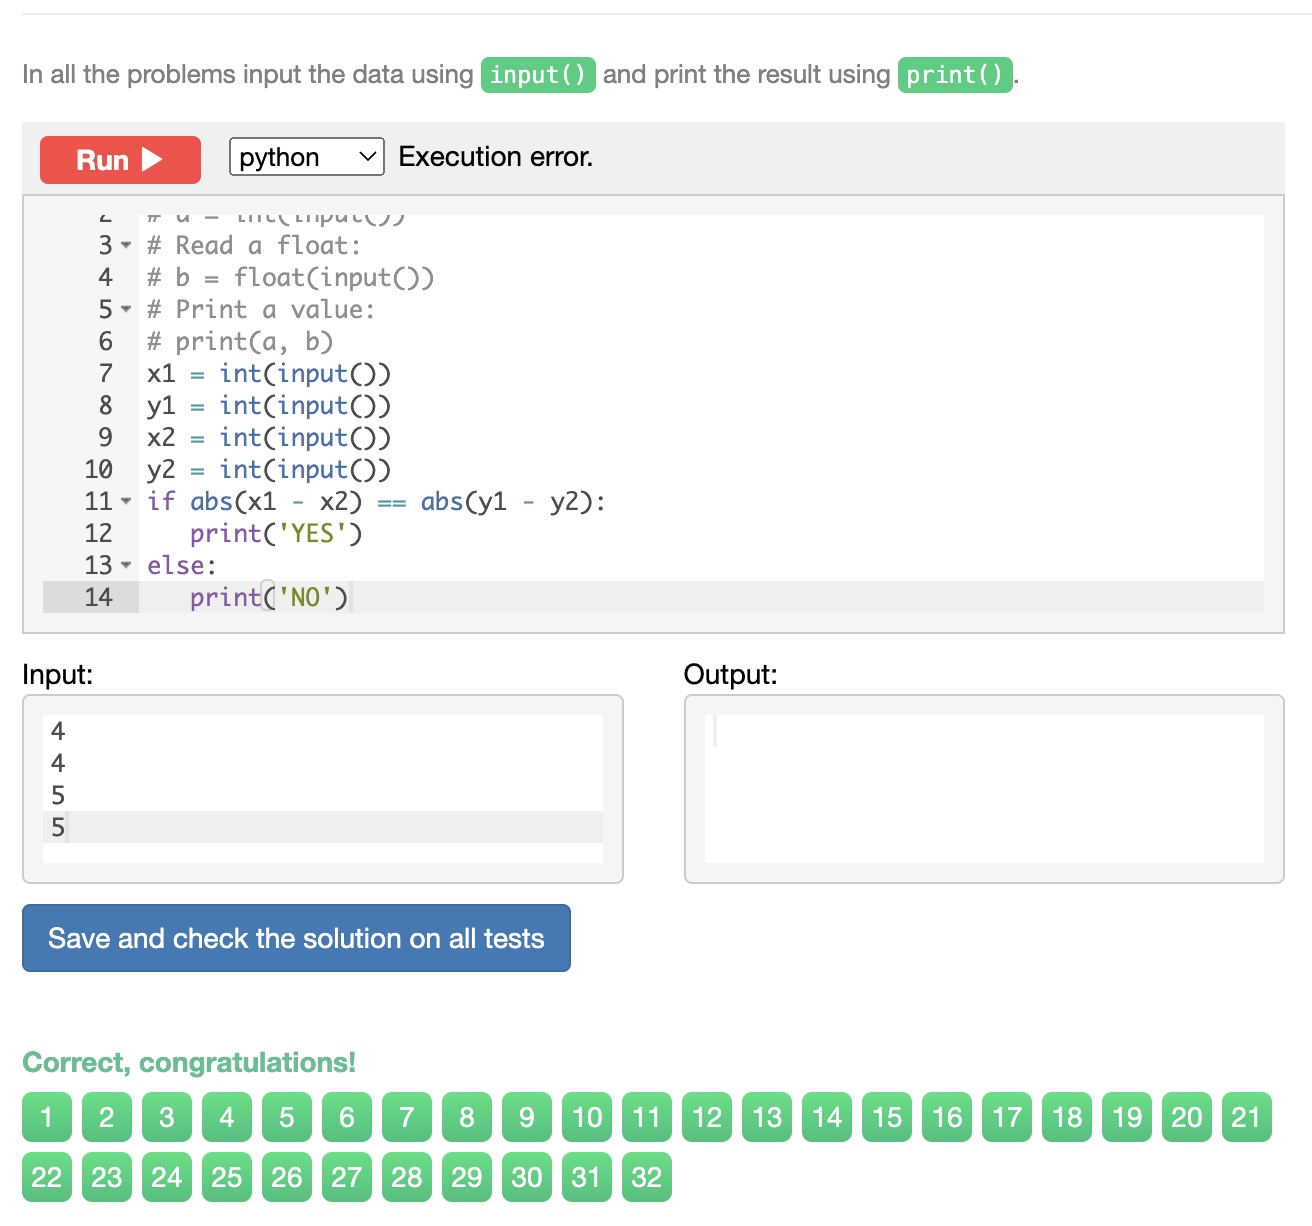 In all the problems input the data using input() and print the result using print().
Run python Execution error.
2 # a = int(input())
3 # Read a float:
4 # b = float(input())
5 # Print a value:
6 # print(a, b)
7 x1 = int(input())
8 y1 = int(input())
9 x2 = int(input())
10 y2 = int(input())
11 if abs(x1 - x2) == abs(y1 - y2):
12 print('YES')
13 else:
14 print('NO')
Input:
4
4
5
5
Output:
Save and check the solution on all tests
Correct, congratulations!
1 2 3 4 5 6 7 8 9 10 11 12 13 14 15 16 17 18 19 20 21
22 23 24 25 26 27 28 29 30 31 32